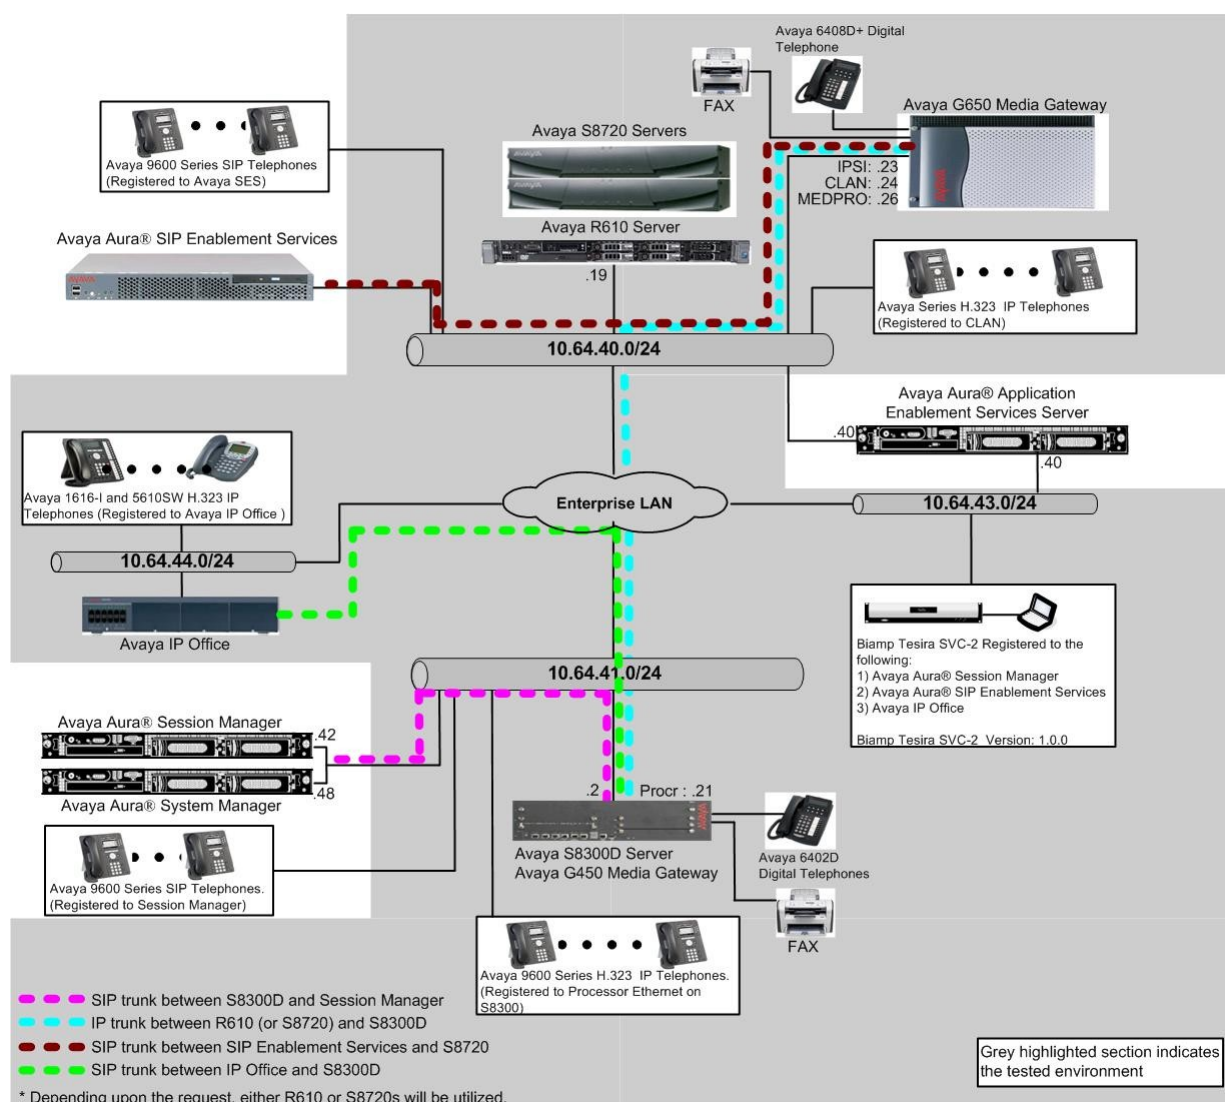 Avaya 6408D+ Digital
Telephone
FAX
Avaya G650 Media Gateway
Avaya S8720 Servers
Avaya 9600 Series SIP Telephones
(Registered to Avaya SES)
IPSI: .23
CLAN: .24
MEDPRO: .26
Avaya R610 Server
Avaya Aura® SIP Enablement Services
.19
Avaya Series H.323 IP Telephones
(Registered to CLAN)
10.64.40.0/24
Avaya Aura® Application
Enablement Services Server
.40
.40
Avaya 1616-I and 5610SW H.323 IP
Telephones (Registered to Avaya IP Office )
Enterprise LAN
10.64.43.0/24
10.64.44.0/24
Avaya IP Office
Biamp Tesira SVC-2 Registered to the
following:
1) Avaya Aura® Session Manager
2) Avaya Aura® SIP Enablement Services
3) Avaya IP Office
Biamp Tesira SVC-2 Version: 1.0.0
10.64.41.0/24
Avaya Aura® Session Manager
.42
.48
Avaya Aura® System Manager
.2
Procr : .21
Avaya S8300D Server
Avaya G450 Media Gateway
Avaya 6402D
Digital Telephones
FAX
Avaya 9600 Series SIP Telephones.
(Registered to Session Manager)
Avaya 9600 Series H.323 IP Telephones.
(Registered to Processor Ethernet on
S8300)
SIP trunk between S8300D and Session Manager
IP trunk between R610 (or S8720) and S8300D
SIP trunk between SIP Enablement Services and S8720
SIP trunk between IP Office and S8300D
* Depending upon the request, either R610 or S8720s will be utilized.
Grey highlighted section indicates
the tested environment